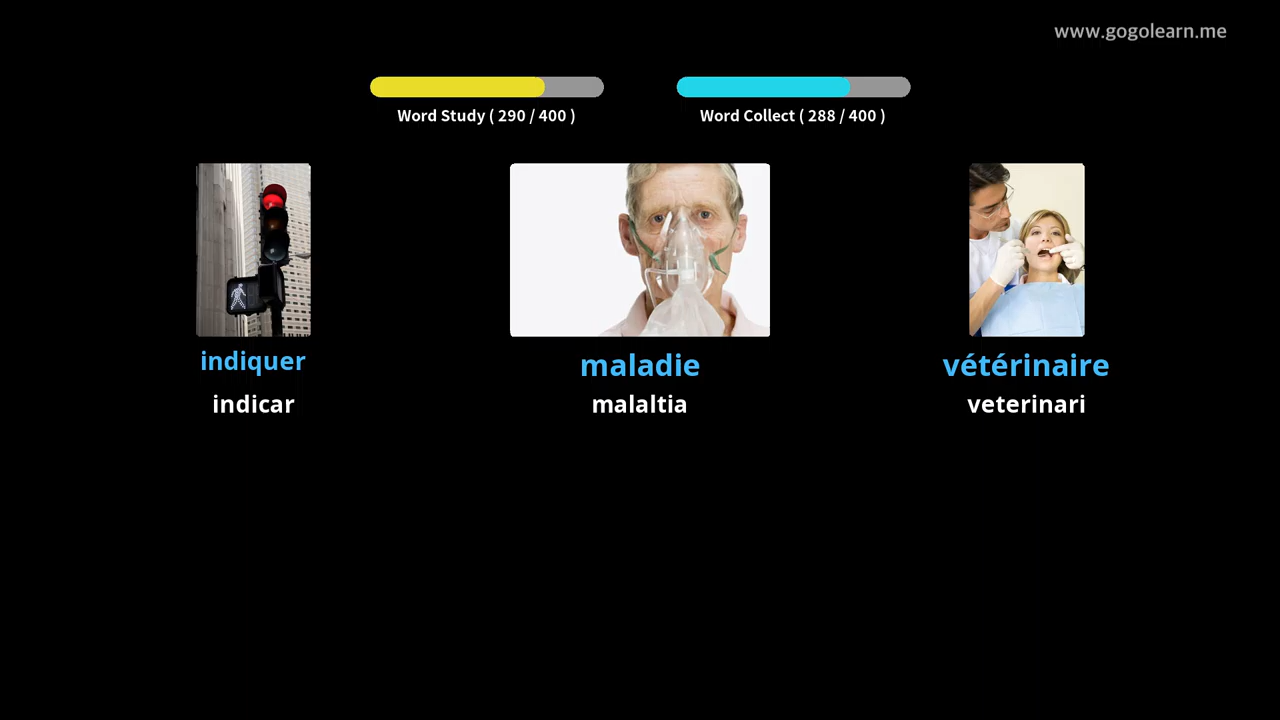 www.gogolearn.me
Word Study ( 290 / 400 )
Word Collect ( 288 / 400 )
indiquer
maladie
vétérinaire
indicar
malaltia
veterinari